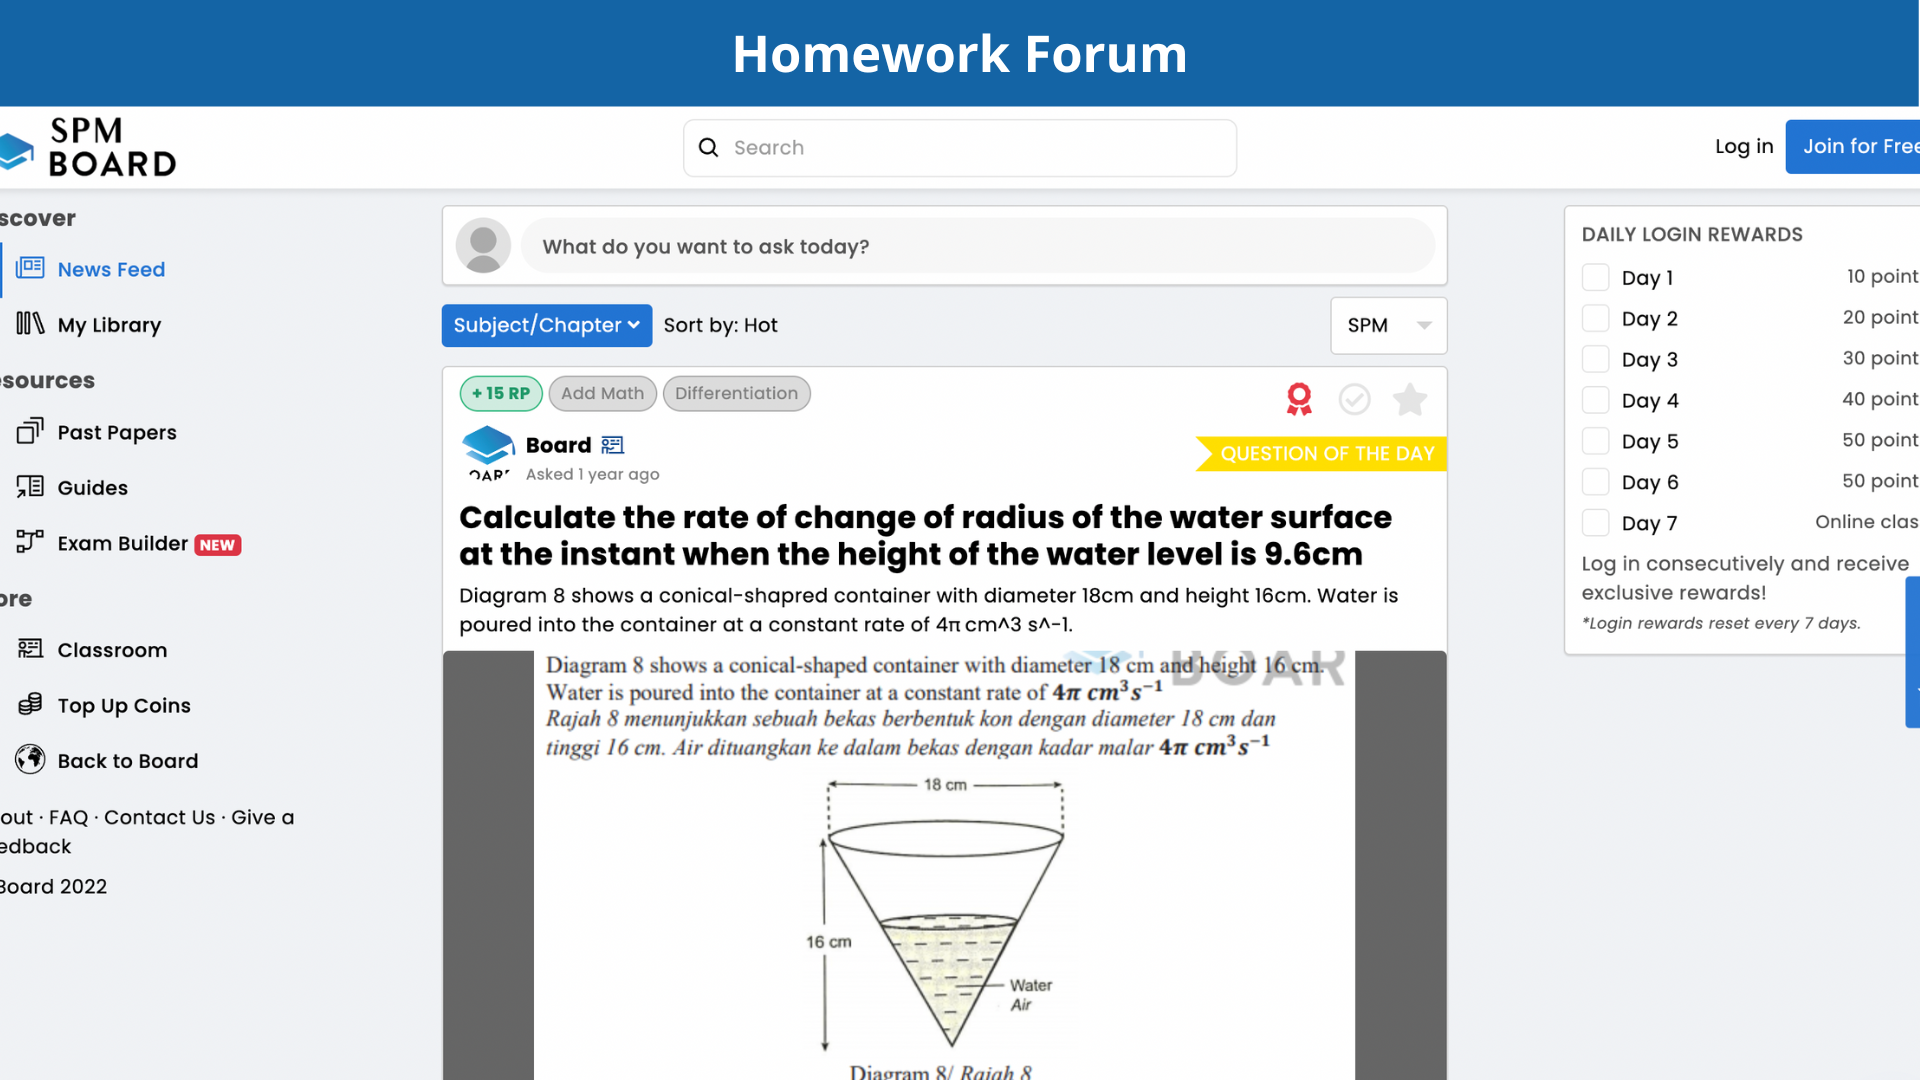 Homework Forum
SPM
BOARD
Search
Log in
Join for Free
scover
News Feed
My Library
esources
Past Papers
Guides
Exam Builder NEW
ore
Classroom
Top Up Coins
Back to Board
out · FAQ · Contact Us · Give a
edback
Board 2022
What do you want to ask today?
Subject/Chapter
Sort by: Hot
SPM
+ 15 RP
Add Math
Differentiation
Board
Asked 1 year ago
QUESTION OF THE DAY
Calculate the rate of change of radius of the water surface
at the instant when the height of the water level is 9.6cm
Diagram 8 shows a conical-shapred container with diameter 18cm and height 16cm. Water is
poured into the container at a constant rate of 4π cm^3 s^-1.
BOAR
Diagram 8 shows a conical-shaped container with diameter 18 cm and height 16 cm.
Water is poured into the container at a constant rate of 4π cm³s⁻¹
Rajah 8 menunjukkan sebuah bekas berbentuk kon dengan diameter 18 cm dan
tinggi 16 cm. Air dituangkan ke dalam bekas dengan kadar malar 4π cm³s⁻¹
18 cm
16 cm
Water
Air
Diagram 8/ Rajah 8
DAILY LOGIN REWARDS
Day 1 10 point
Day 2 20 point
Day 3 30 point
Day 4 40 point
Day 5 50 point
Day 6 50 point
Day 7 Online clas
Log in consecutively and receive
exclusive rewards!
*Login rewards reset every 7 days.